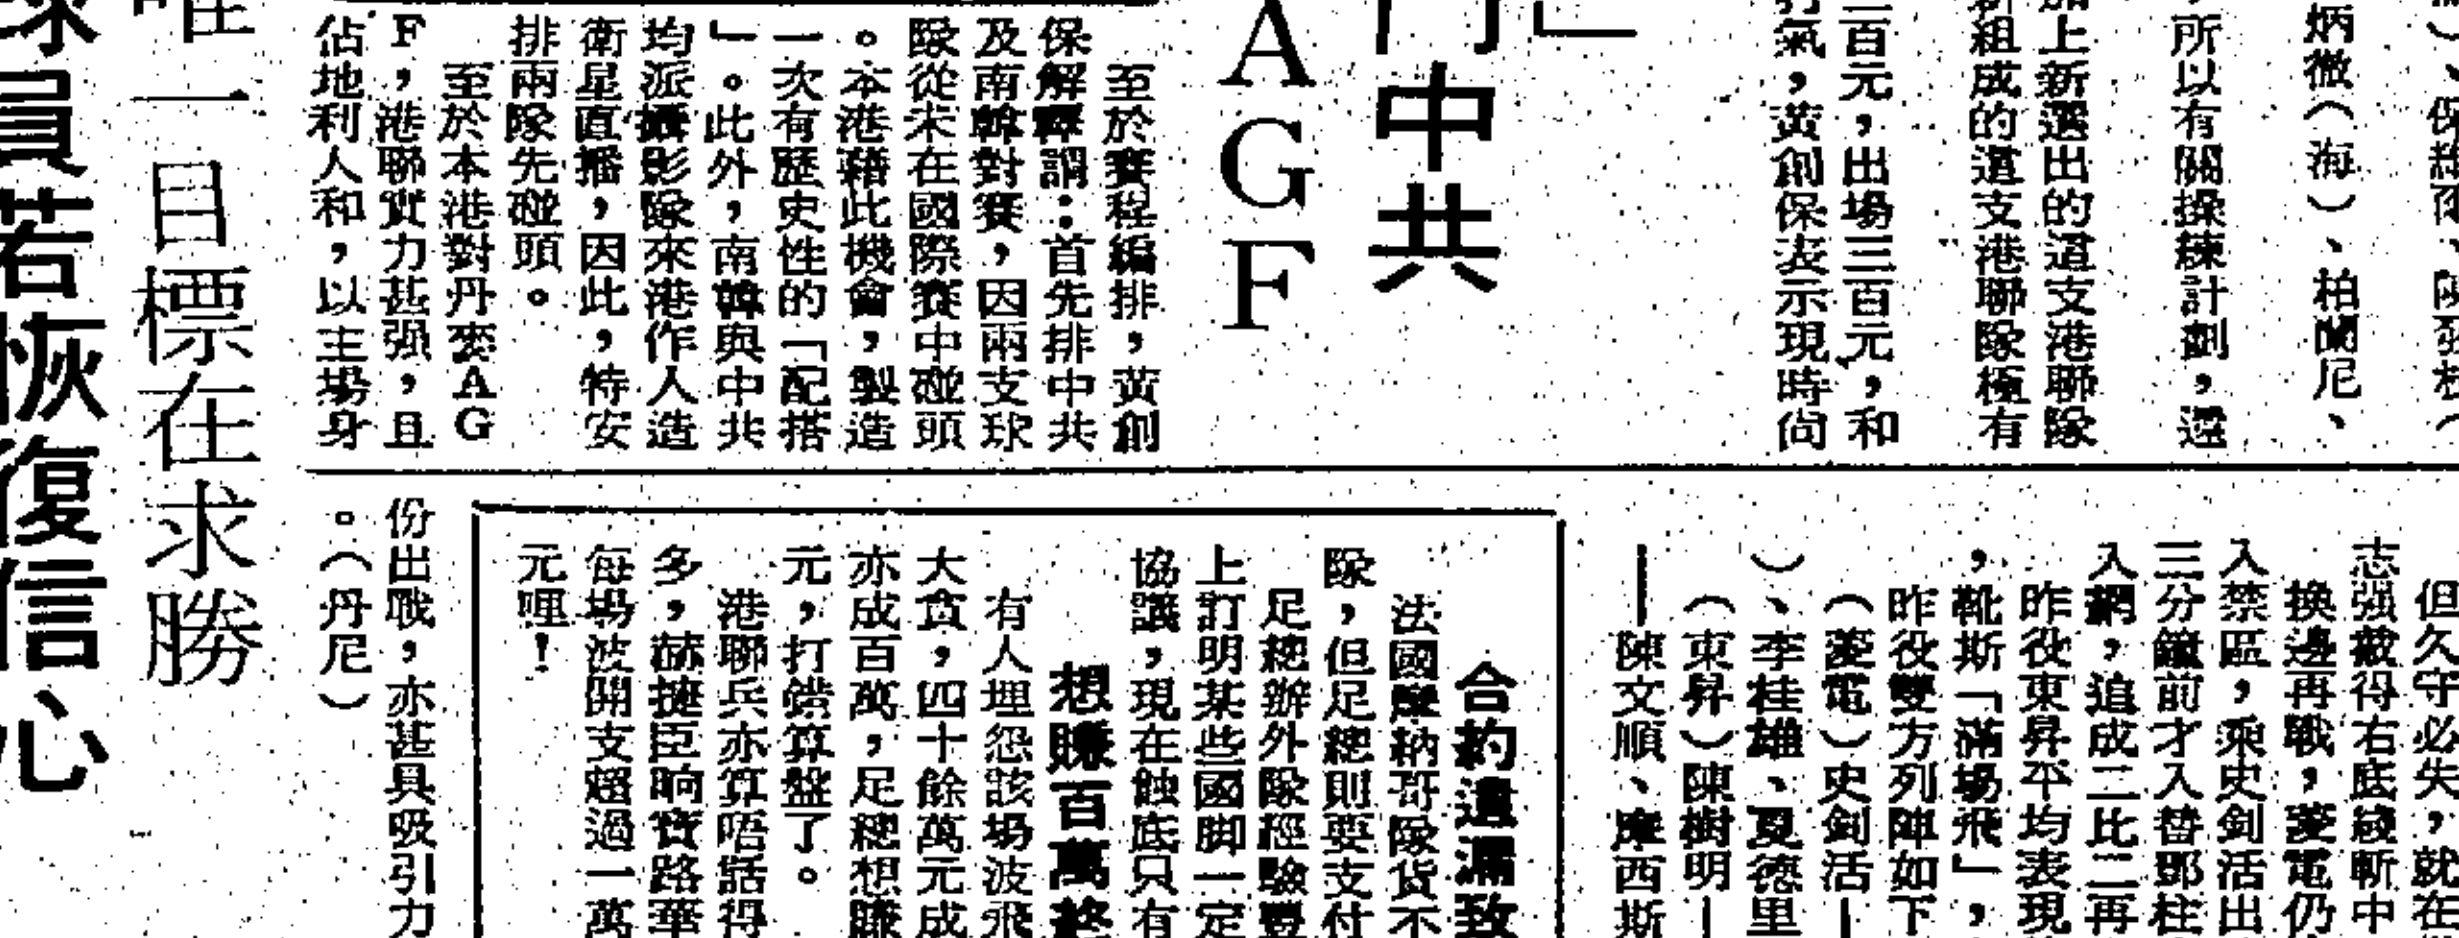 炳微(海)、柏蘭尼、
所以有關操練計劃,還
加上新選出的這支港聯隊
新組成的這支港聯隊極有
二百元,出場三百元,和
打氣,黃創保表示現時尚
」
鬥中共
AGF
至於賽程編排,黃創
保解釋謂:首先排中共
及南韓對賽,因兩支球
隊從未在國際賽中碰頭
。本港藉此機會,製造
一次有歷史性的「配搭
」。此外,南韓與中共
均派攝影隊來港作人造
衛星直播,因此,特安
排兩隊先碰頭。
至於本港對丹麥AG
F,港聯實力甚强,且
佔地利人和,以主場身
唯一目標在求勝
球員若恢復信心
但久守必失,就在
志强截得右底綫斬中
換邊再戰,菱電仍
入禁區,乘史釗活出
三分鐘前才入替鄧柱
入網,追成二比二再
昨役東昇平均表現
,靴斯「滿場飛」,
昨役雙方列陣如下
(菱電)史釗活—
)、李桂雄、夏德里
(東昇)陳樹明—
—陳文順、摩西斯
合約遺漏致
法國摩納哥隊貨不
隊,但足總則要支付
足總辦外隊經驗豐
上訂明某些國脚一定
協議,現在蝕底只有
想賺百萬終
有人埋怨該場波飛
大貪,四十餘萬元成
亦成百萬,足總想賺
元,打錯算盤了。
港聯兵亦算唔話得
多,赫㨗臣晌寶路華
每場波開支超過一萬
元哩!
份出戰,亦甚具吸引力
。(丹尼)